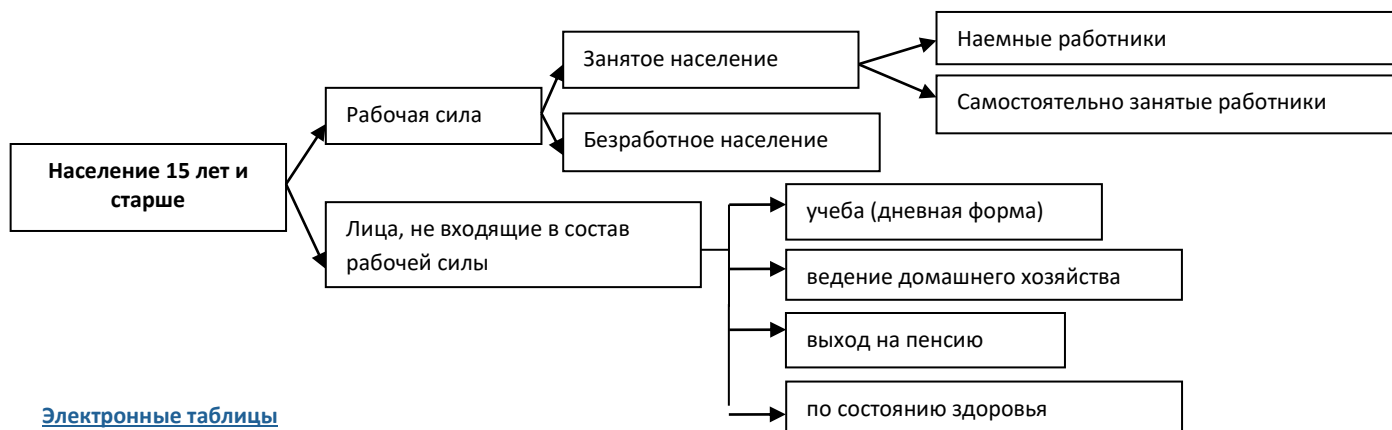 Население 15 лет и
старше
Рабочая сила
Занятое население
Наемные работники
Самостоятельно занятые работники
Безработное население
Лица, не входящие в состав
рабочей силы
учеба (дневная форма)
ведение домашнего хозяйства
выход на пенсию
по состоянию здоровья
Электронные таблицы